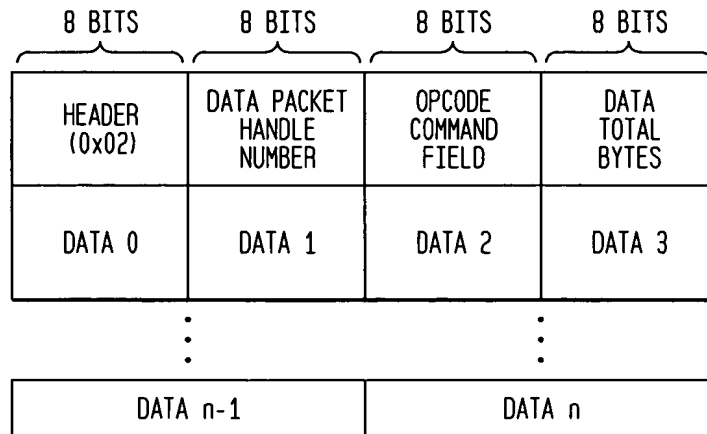 8 BITS 8 BITS 8 BITS 8 BITS
HEADER (0x02)
DATA PACKET HANDLE NUMBER
OPCODE COMMAND FIELD
DATA TOTAL BYTES
DATA 0 DATA 1 DATA 2 DATA 3
DATA n-1 DATA n